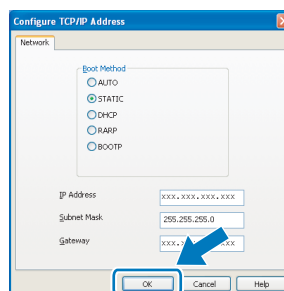 Configure TCP/IP Address
Network
Boot Method
AUTO
STATIC
DHCP
RARP
BOOTP
IP Address xxx.xxx.xxx.xxx
Subnet Mask 255.255.255.0
Gateway
OK Cancel Help